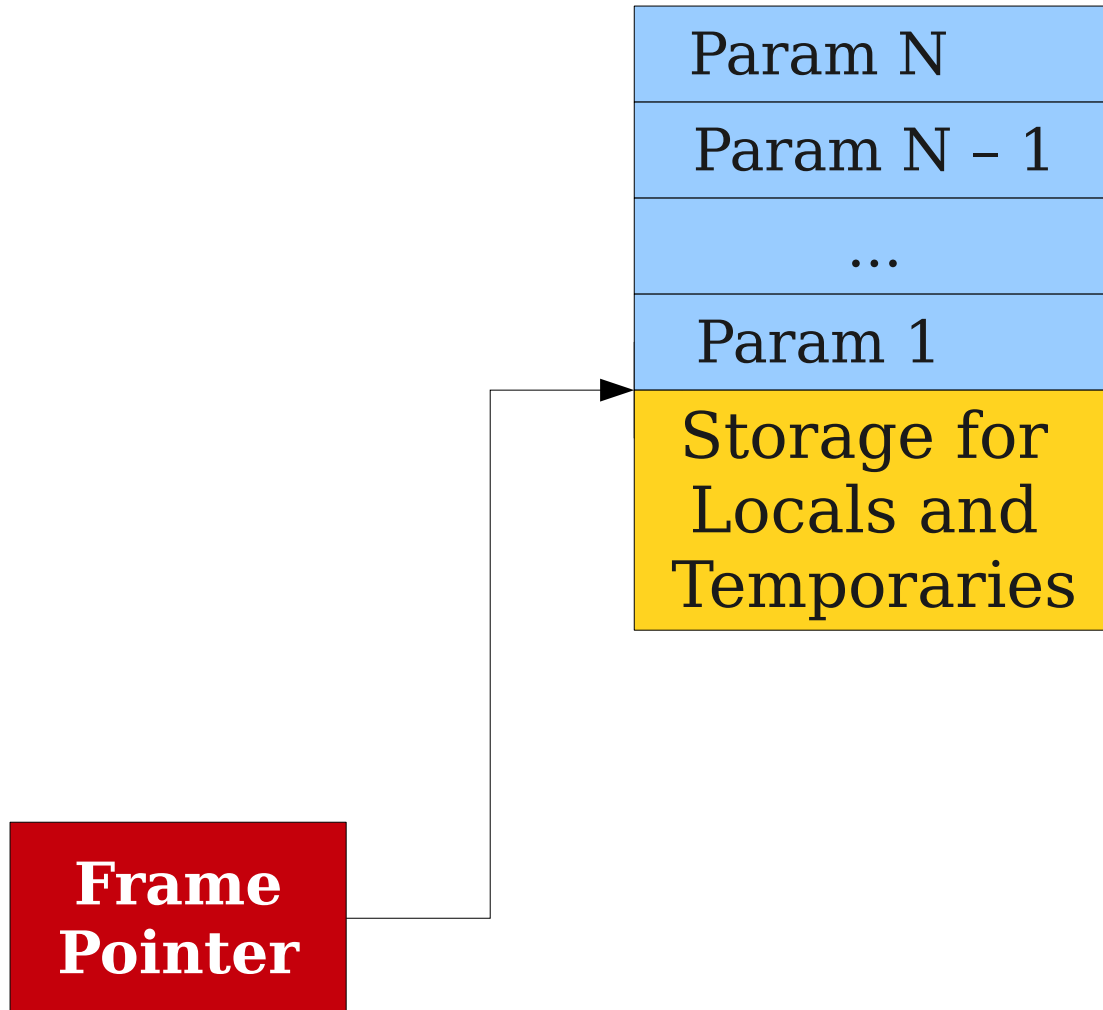 Param N
Param N – 1
...
Param 1
Storage for
Locals and
Temporaries
Frame
Pointer